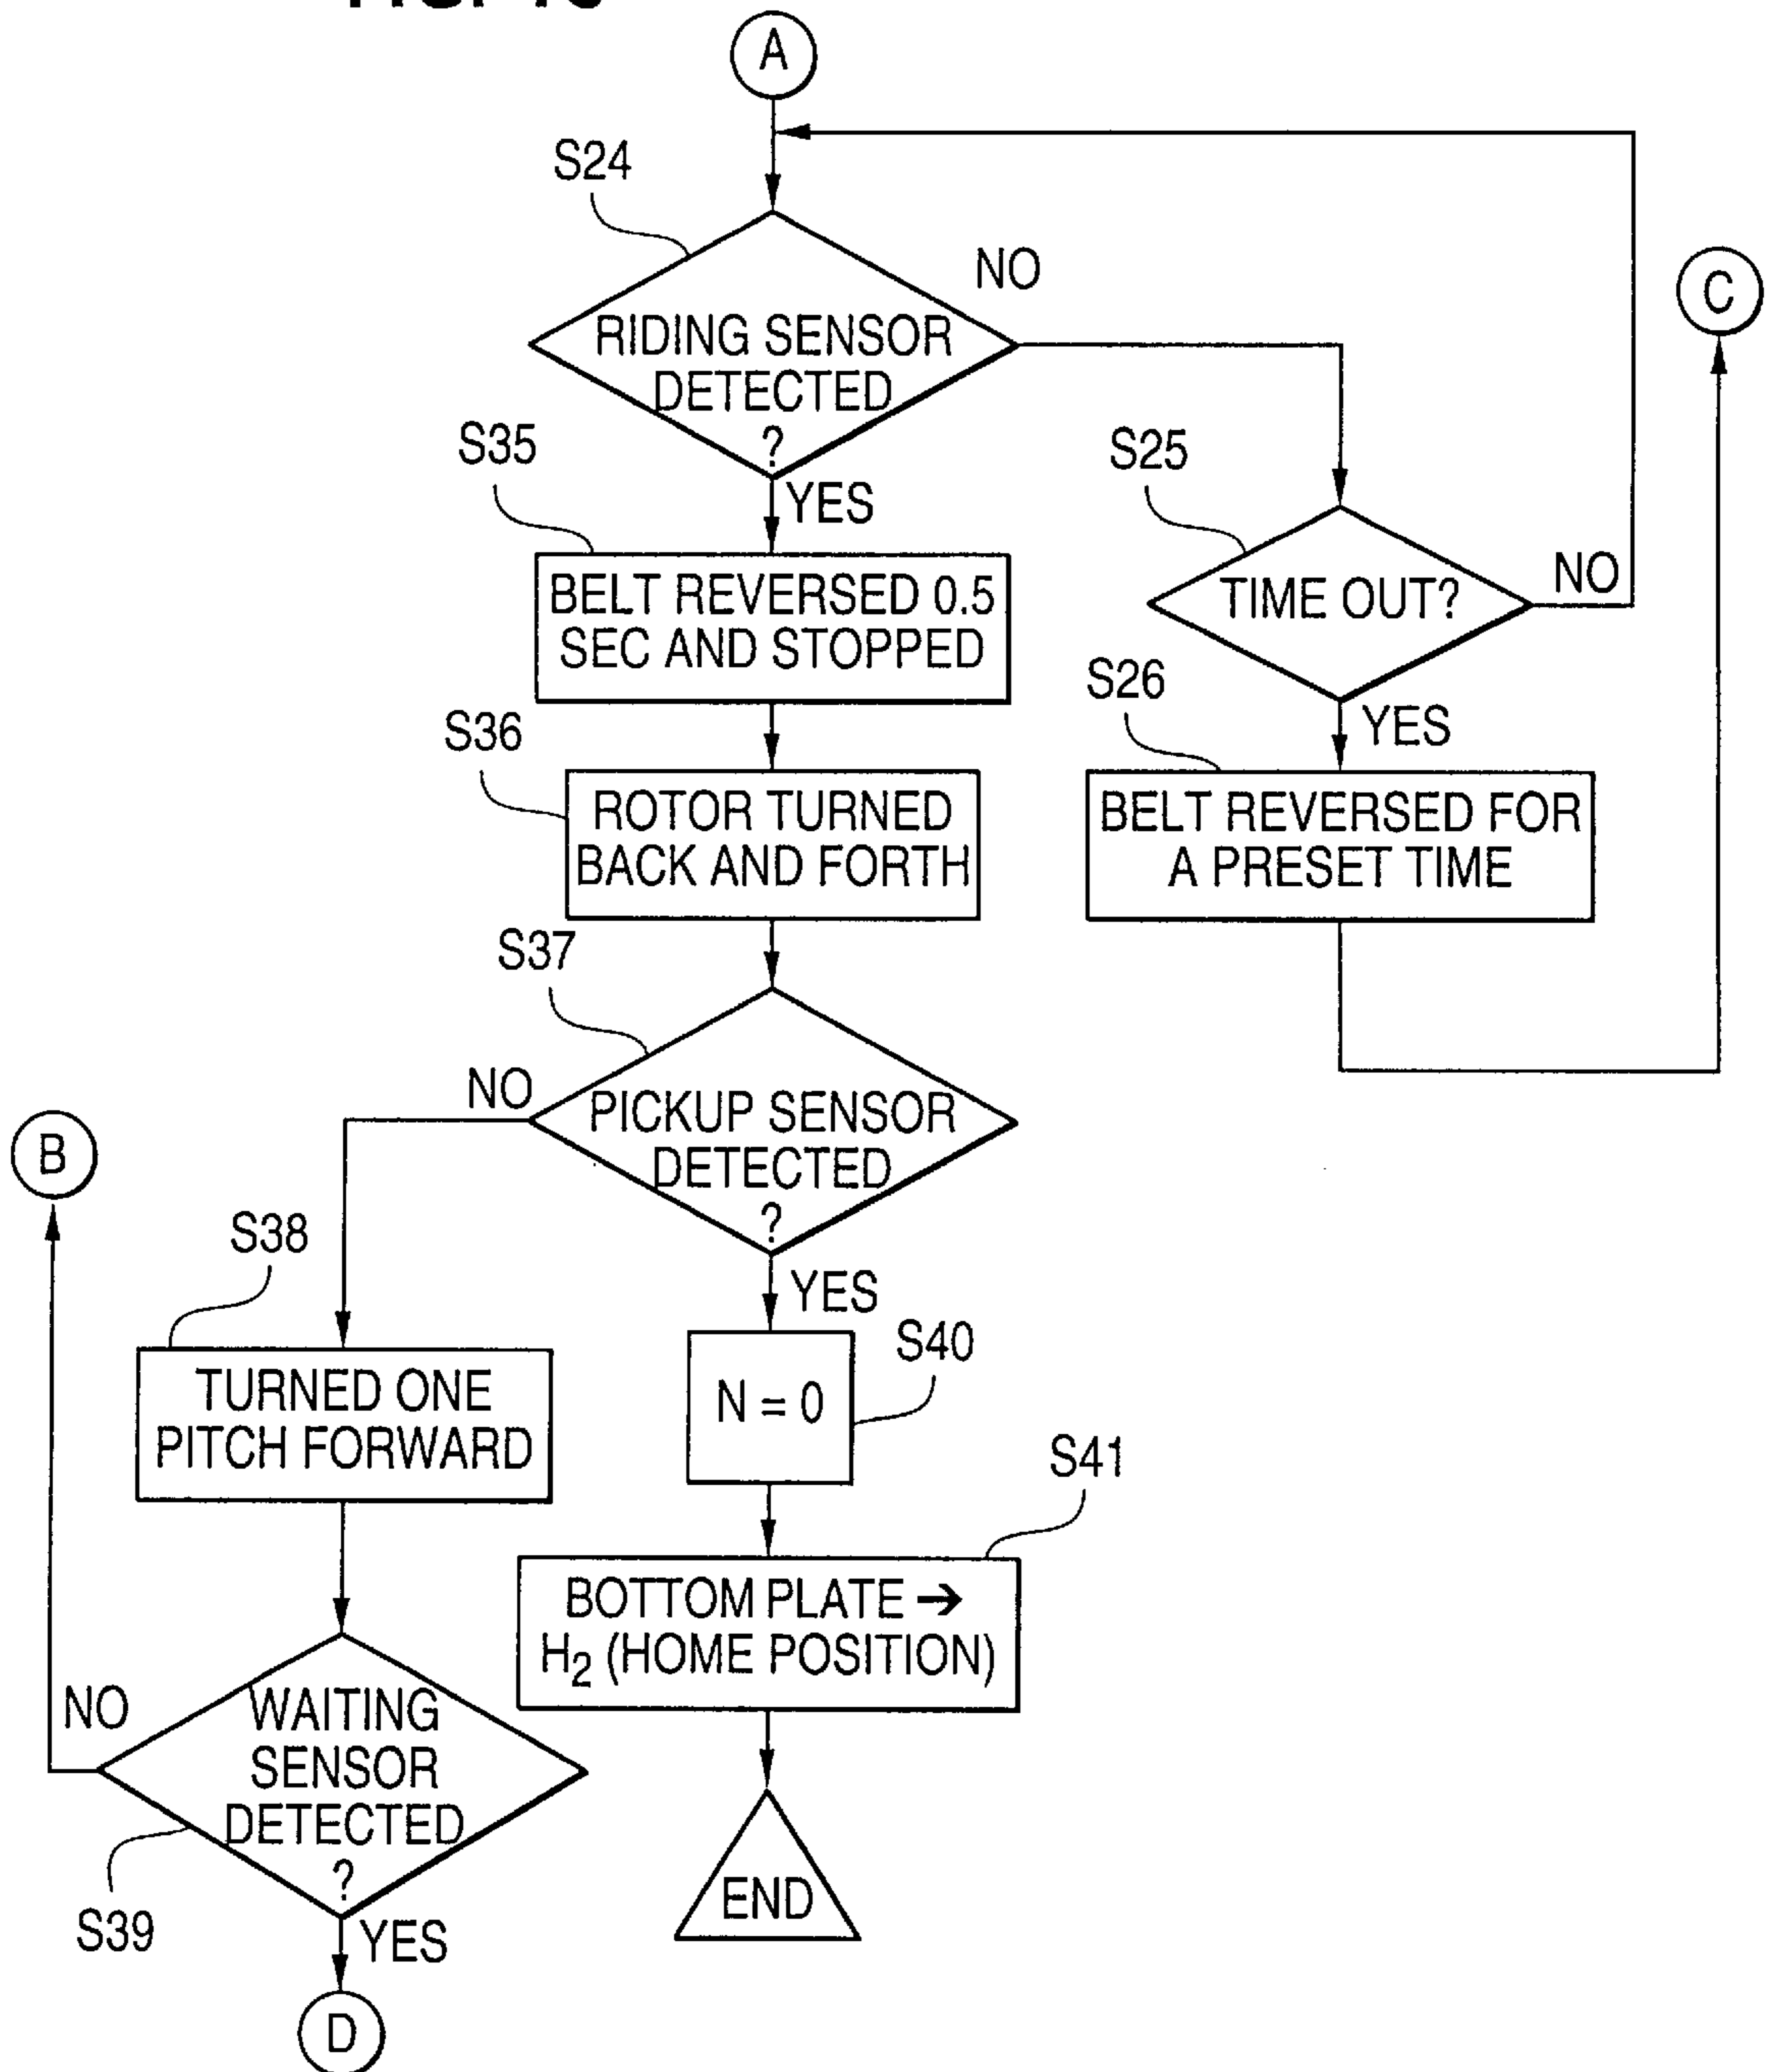 A
S24
NO
C
RIDING SENSOR
DETECTED
?
S35
YES
S25
BELT REVERSED 0.5
SEC AND STOPPED
TIME OUT?
NO
S36
S26
YES
ROTOR TURNED
BACK AND FORTH
BELT REVERSED FOR
A PRESET TIME
S37
NO
PICKUP SENSOR
DETECTED
?
B
S38
YES
S40
TURNED ONE
PITCH FORWARD
N = 0
S41
BOTTOM PLATE →
H₂ (HOME POSITION)
NO
WAITING
SENSOR
DETECTED
?
S39
YES
END
D